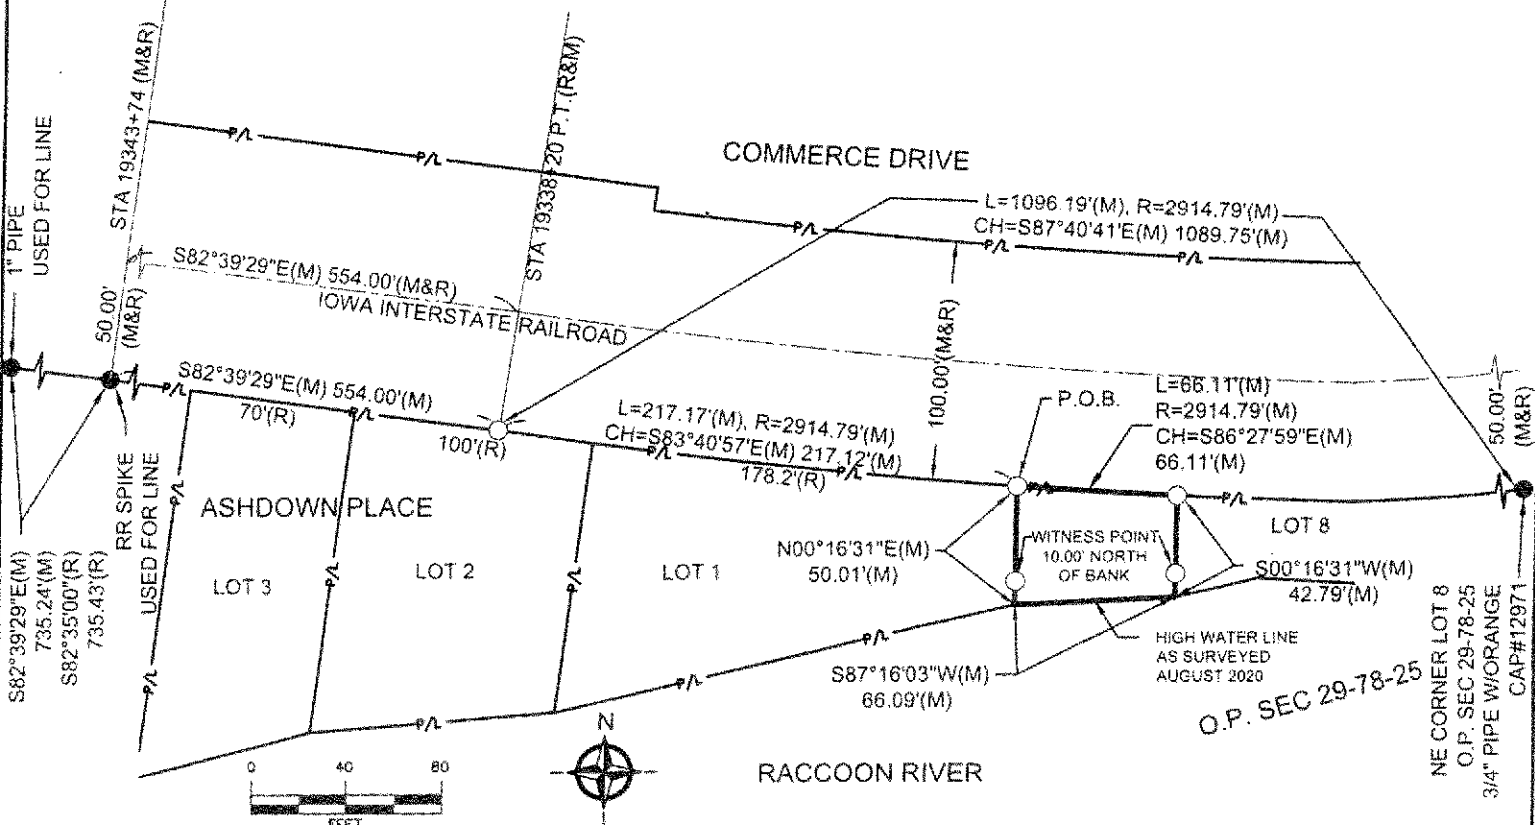 1" PIPE
USED FOR LINE
STA 19343+74 (M&R)
STA 19338+20 P.T.(R&M)
COMMERCE DRIVE
P/L
P/L
P/L
P/L
P/L
L=1096.19'(M), R=2914.79'(M)
CH=S87°40'41"E(M) 1089.75'(M)
S82°39'29"E(M) 554.00'(M&R)
IOWA INTERSTATE RAILROAD
50.00'
(M&R)
100.00'(M&R)
50.00'
(M&R)
S82°39'29"E(M) 554.00'(M)
70'(R)
100'(R)
P/L
P/L
P/L
P/L
P/L
P/L
L=217.17'(M), R=2914.79'(M)
CH=S83°40'57"E(M) 217.12'(M)
178.2'(R)
P.O.B.
L=66.11'(M)
R=2914.79'(M)
CH=S86°27'59"E(M)
66.11'(M)
RR SPIKE
USED FOR LINE
S82°39'29"E(M)
735.24'(M)
S82°35'00"(R)
735.43'(R)
ASHDOWN PLACE
LOT 3
LOT 2
LOT 1
LOT 8
P/L
P/L
P/L
P/L
P/L
P/L
P/L
N00°16'31"E(M)
50.01'(M)
WITNESS POINT
10.00' NORTH
OF BANK
S00°16'31"W(M)
42.79'(M)
HIGH WATER LINE
AS SURVEYED
AUGUST 2020
S87°16'03"W(M)
66.09'(M)
O.P. SEC 29-78-25
NE CORNER LOT 8
O.P. SEC 29-78-25
3/4" PIPE W/ORANGE
CAP#12971
RACCOON RIVER
N
0 40 80
FEET